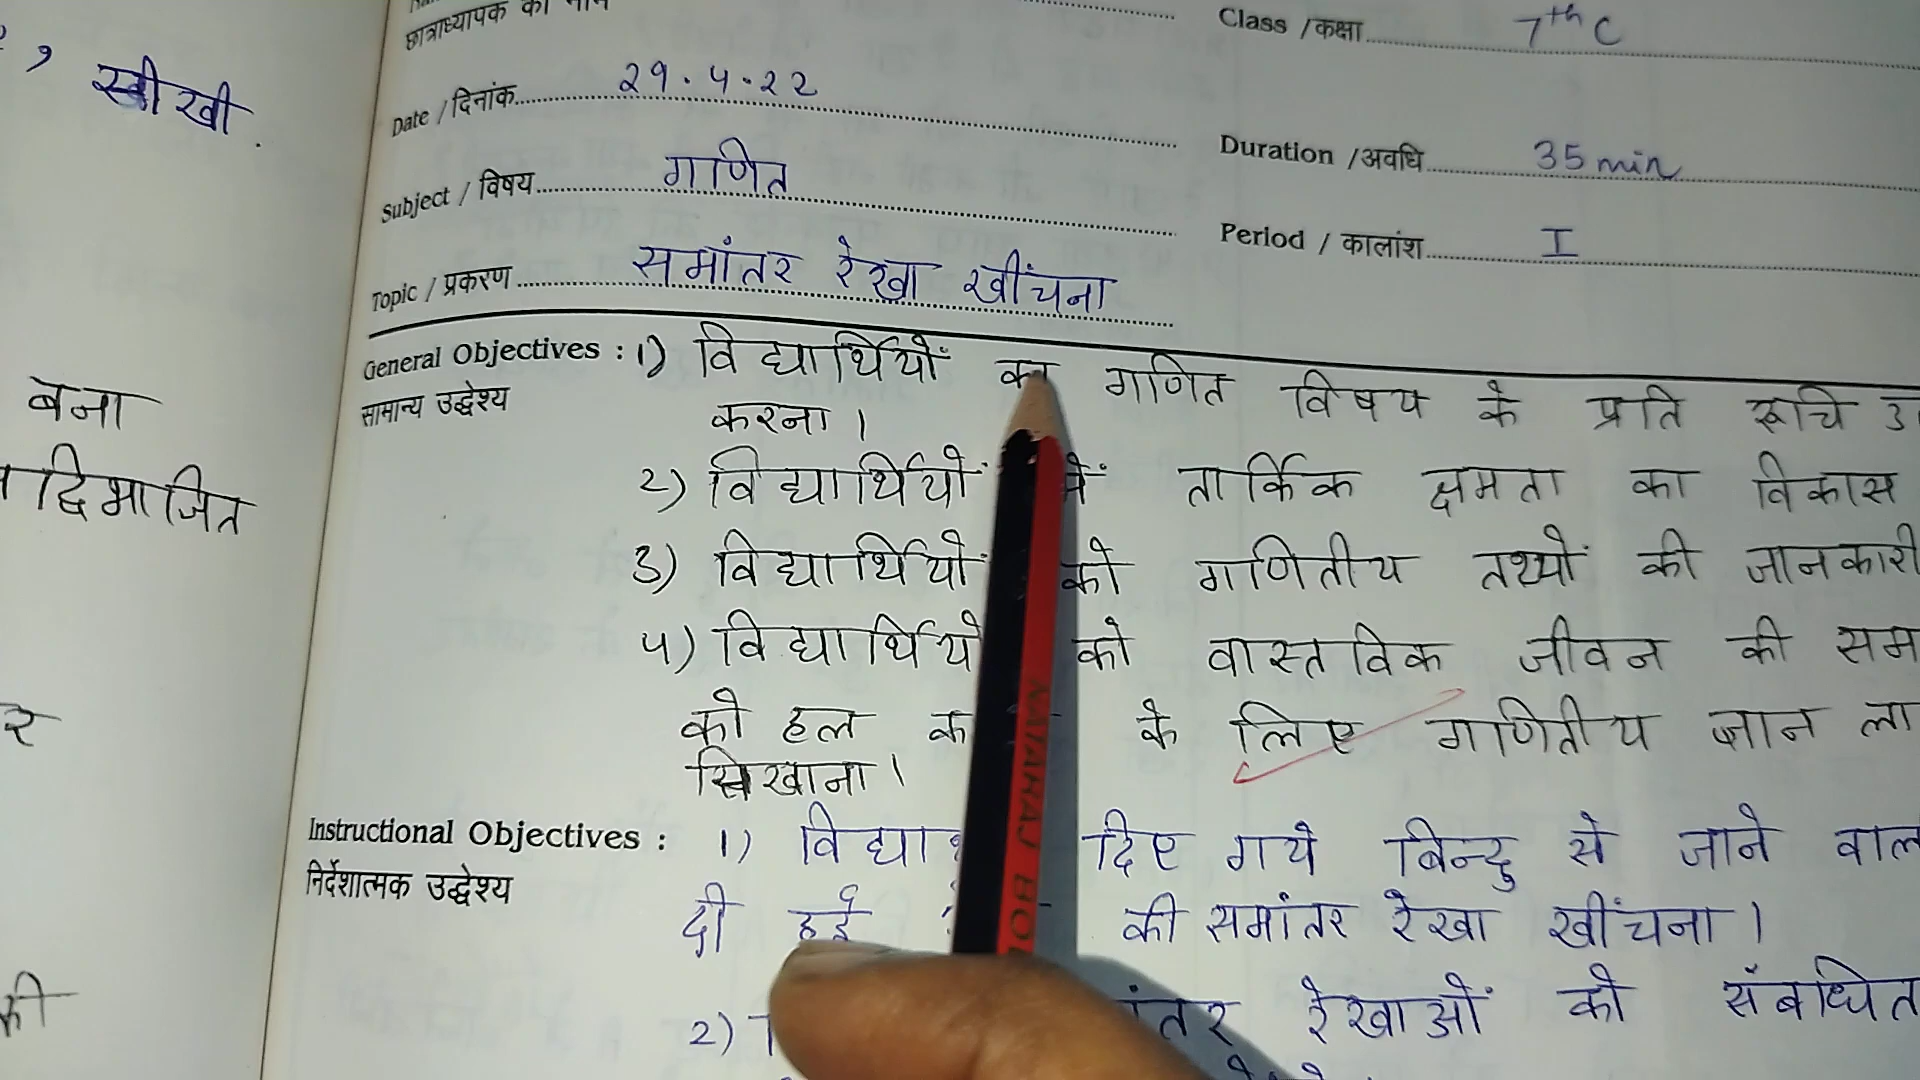 छात्राध्यापक का नाम
Class /कक्षा 7th C
स्वीखी .
Date / दिनांक 29.4.22
Duration /अवधि 35 min
Subject / विषय गणित
Period / कालांश I
Topic / प्रकरण समांतर रेखा खींचना
General Objectives : 1) विद्यार्थियों का गणित विषय के प्रति रूचि
सामान्य उद्धेश्य करना।
बना
2) विद्यार्थियों में तार्किक क्षमता का विकास
द्विभाजित
3) विद्यार्थियों को गणितीय तथ्यों की जानकारी
4) विद्यार्थियो को वास्तविक जीवन की सम
को हल के लिए गणितीय ज्ञान ला
सिखाना।
Instructional Objectives : 1) दिए गये बिन्दु से जाने वाल
निर्देशात्मक उद्धेश्य
दी हुई की समांतर रेखा खींचना।
2) रेखाओं को संबधित
की
NATARAJ